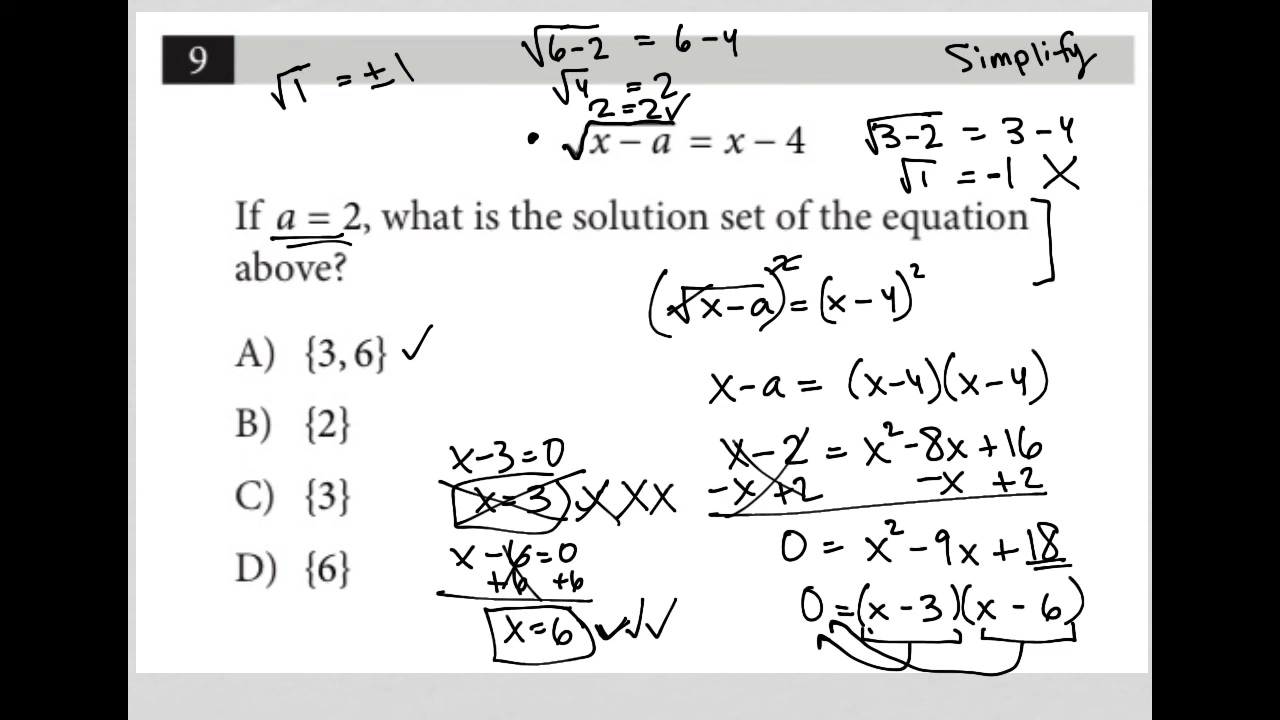 9
√1 = ±1
√6-2 = 6-4
√4 = 2
2 = 2 ✓
Simplify
• √x – a = x – 4
√3-2 = 3-4
√1 = -1 X
If a = 2, what is the solution set of the equation
above?
(√x-a)² = (x-4)²
A) {3, 6} ✓
B) {2}
C) {3}
D) {6}
x-a = (x-4)(x-4)
x-2 = x²-8x+16
-x +2 -x +2
0 = x²-9x+18
0 = (x-3)(x-6)
x-3=0
x=3 X X X
x-6=0
+6 +6
x=6 ✓✓✓